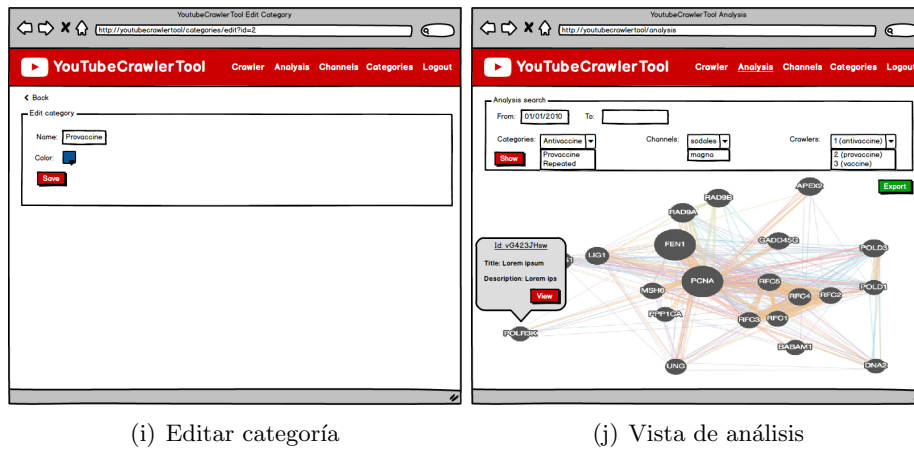 YoutubeCrawlerTool Edit Category
http://youtubecrawlertool/categories/edit?id=2
YouTubeCrawlerTool
Crawler Analysis Channels Categories Logout
< Back
Edit category
Name: Provaccine
Color:
Save
(i) Editar categoría
YoutubeCrawlerTool Analysis
http://youtubecrawlertool/analysis
YouTubeCrawlerTool
Crawler Analysis Channels Categories Logout
Analysis search
From: 01/01/2010 To:
Categories: Antivaccine Channels: sodales Crawlers: 1 (antivaccine)
Provaccine magna 2 (provaccine)
Show Repeated 3 (vaccine)
Export
APEX2
RAD9B
RAD9A
FEN1
GADD45G
POLD3
Id: vG423JHsw
LIG1
Title: Lorem ipsum
Description: Lorem ips
View
PCNA
RFC5
POLD1
MSH6
RFC4
RFC2
PPP1CA
RFC3
RFC1
POLR3K
BABAM1
UNG
DNA2
(j) Vista de análisis